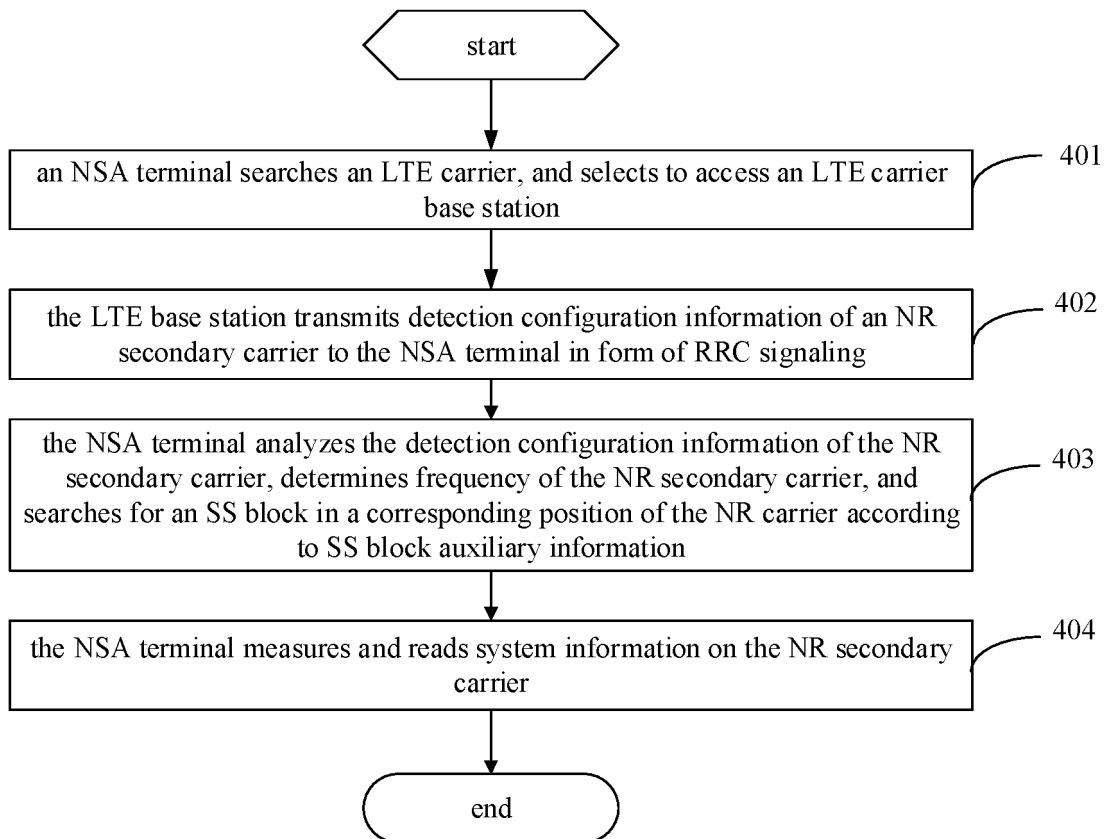 start
an NSA terminal searches an LTE carrier, and selects to access an LTE carrier
base station
401
the LTE base station transmits detection configuration information of an NR
secondary carrier to the NSA terminal in form of RRC signaling
402
the NSA terminal analyzes the detection configuration information of the NR
secondary carrier, determines frequency of the NR secondary carrier, and
searches for an SS block in a corresponding position of the NR carrier according
to SS block auxiliary information
403
the NSA terminal measures and reads system information on the NR secondary
carrier
404
end